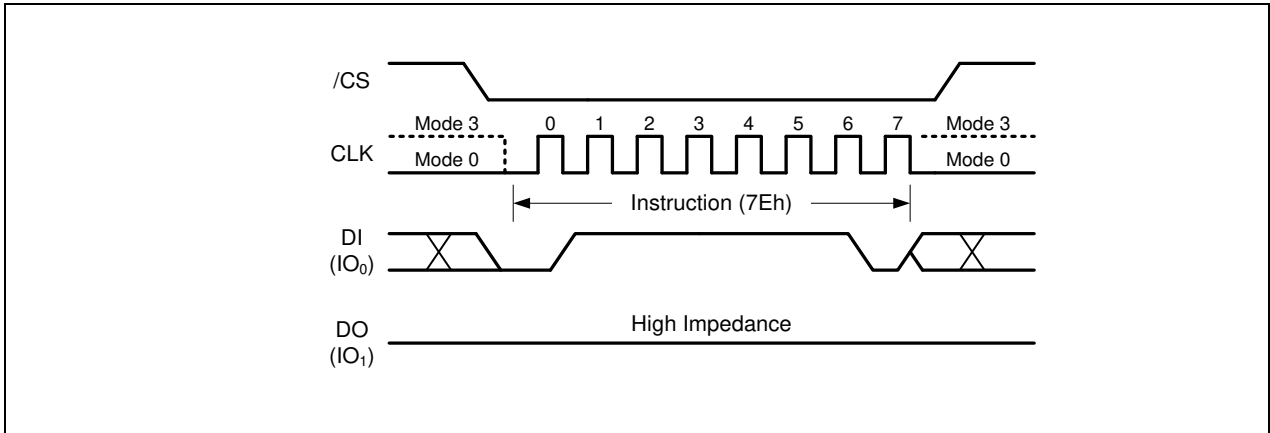 /CS
Mode 3 0 1 2 3 4 5 6 7 Mode 3
CLK
Mode 0 Mode 0
Instruction (7Eh)
DI
(IO₀)
High Impedance
DO
(IO₁)